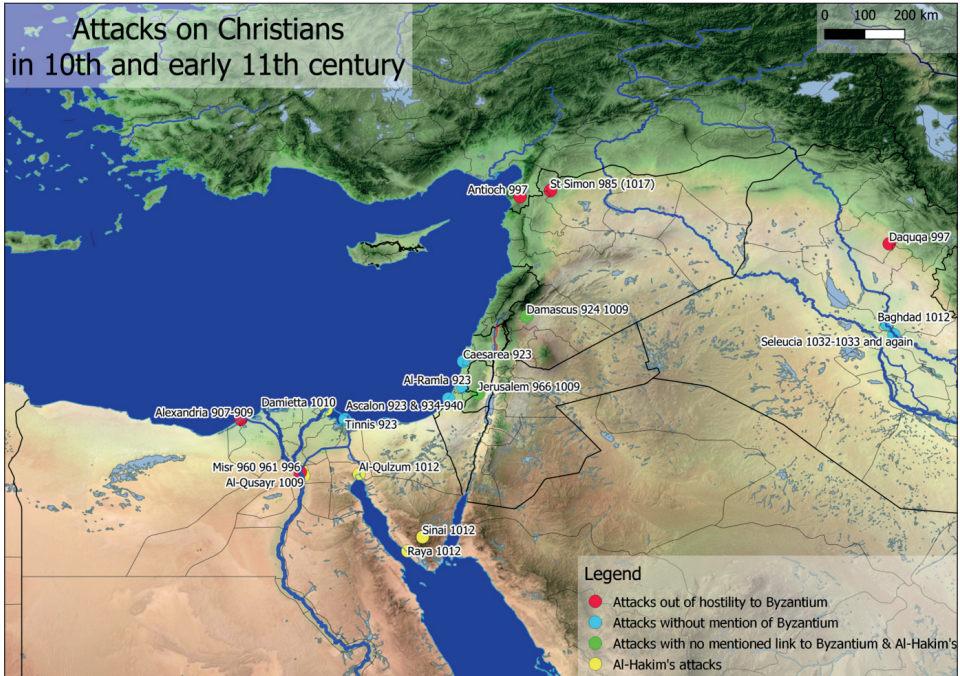 Attacks on Christians
in 10th and early 11th century
0 100 200 km
Antioch 997
St Simon 985 (1017)
Daquqa 997
Damascus 924 1009
Baghdad 1012
Seleucia 1032-1033 and again
Caesarea 923
Al-Ramla 923
Jerusalem 966 1009
Damietta 1010
Ascalon 923 & 934-940
Alexandria 907-909
Tinnis 923
Misr 960 961 996
Al-Qulzum 1012
Al-Qusayr 1009
Sinai 1012
Raya 1012
Legend
Attacks out of hostility to Byzantium
Attacks without mention of Byzantium
Attacks with no mentioned link to Byzantium & Al-Hakim's
Al-Hakim's attacks